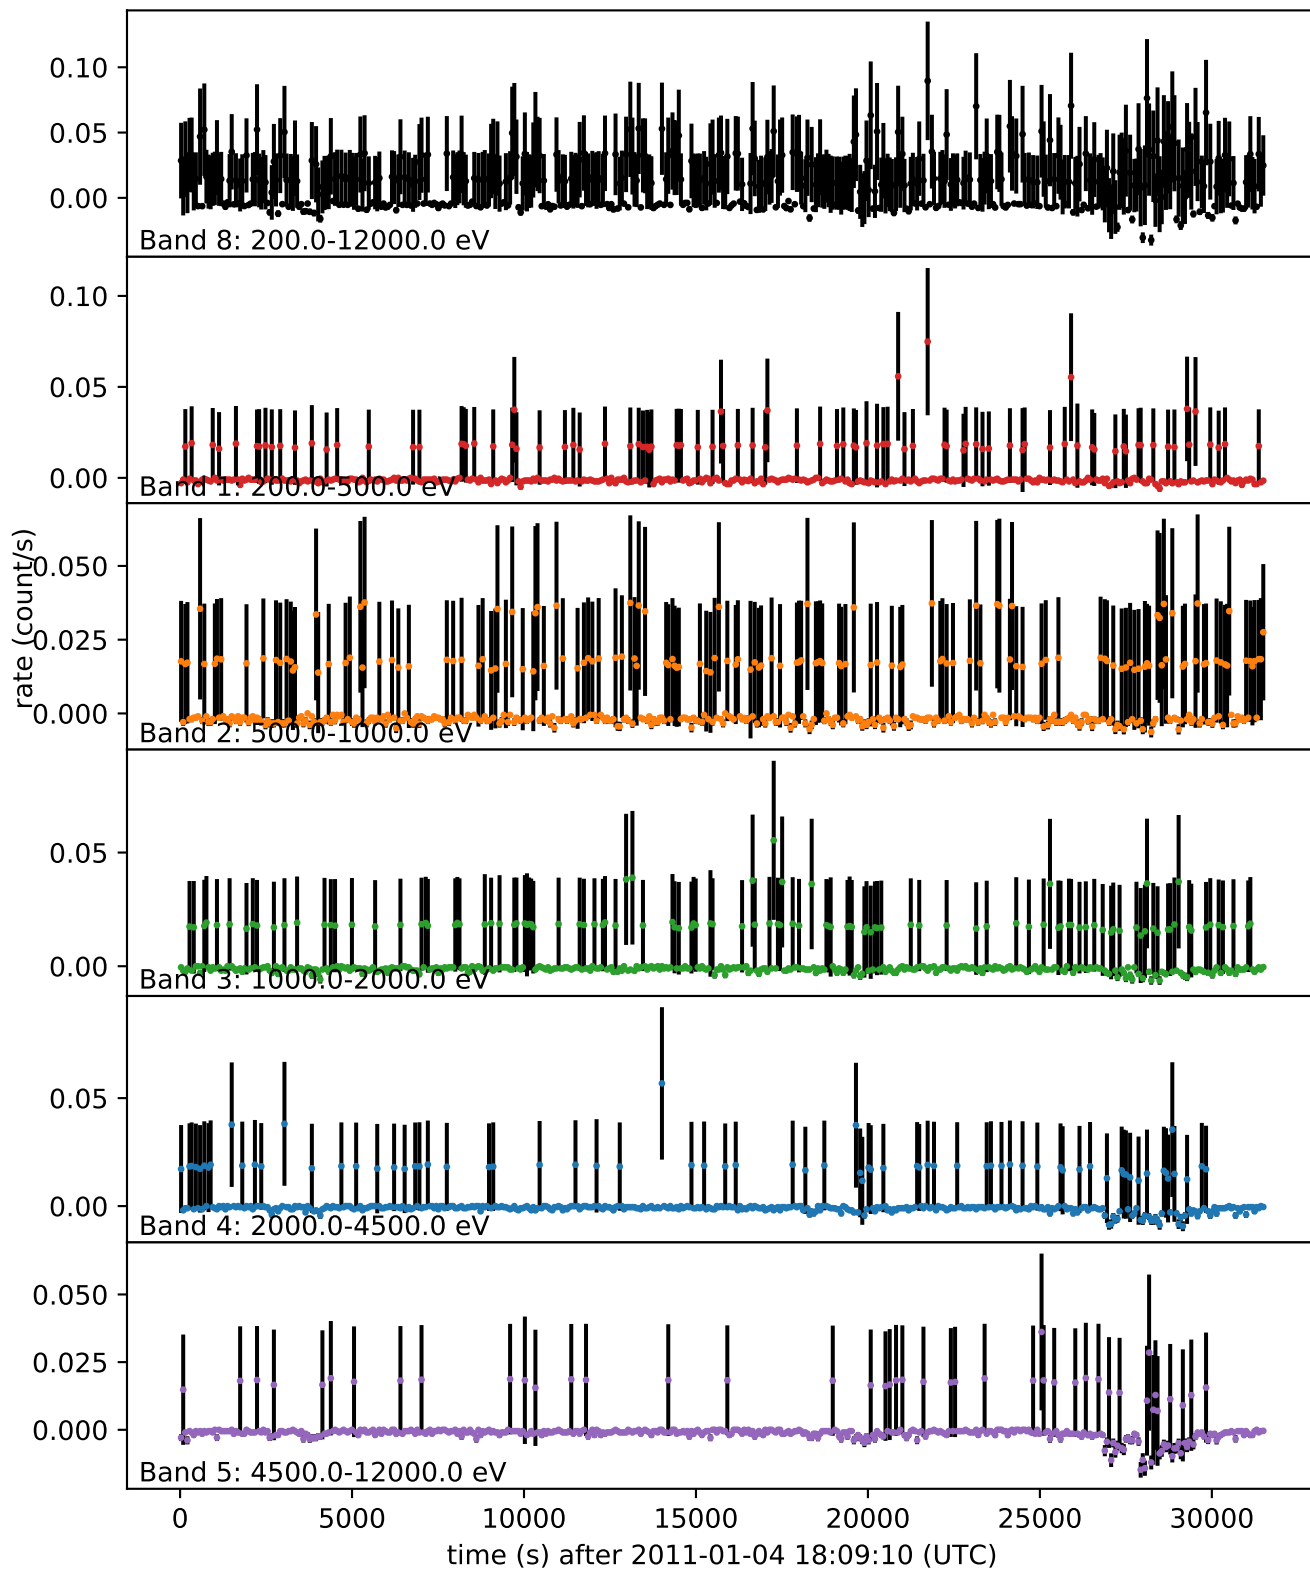 0.10
0.05
0.00
Band 8: 200.0-12000.0 eV
0.10
0.05
0.00
Band 1: 200.0-500.0 eV
rate (count/s)
0.050
0.025
0.000
Band 2: 500.0-1000.0 eV
0.05
0.00
Band 3: 1000.0-2000.0 eV
0.05
0.00
Band 4: 2000.0-4500.0 eV
0.050
0.025
0.000
Band 5: 4500.0-12000.0 eV
0 5000 10000 15000 20000 25000 30000
time (s) after 2011-01-04 18:09:10 (UTC)